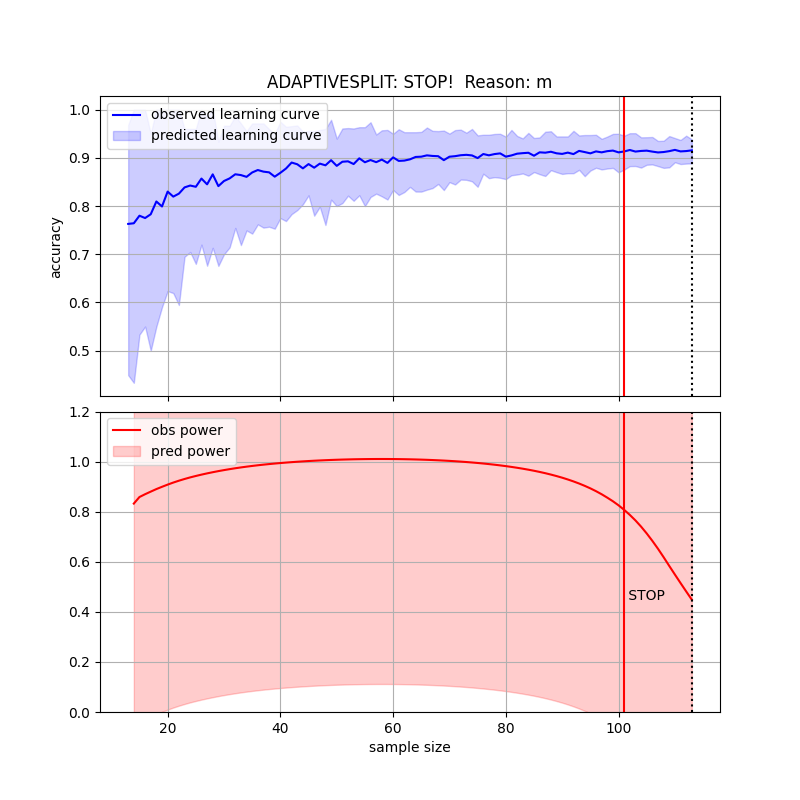 ADAPTIVESPLIT: STOP!  Reason: m
observed learning curve
predicted learning curve
1.0
0.9
0.8
0.7
0.6
0.5
accuracy
obs power
pred power
1.2
1.0
0.8
0.6
0.4
0.2
0.0
STOP
20 40 60 80 100
sample size